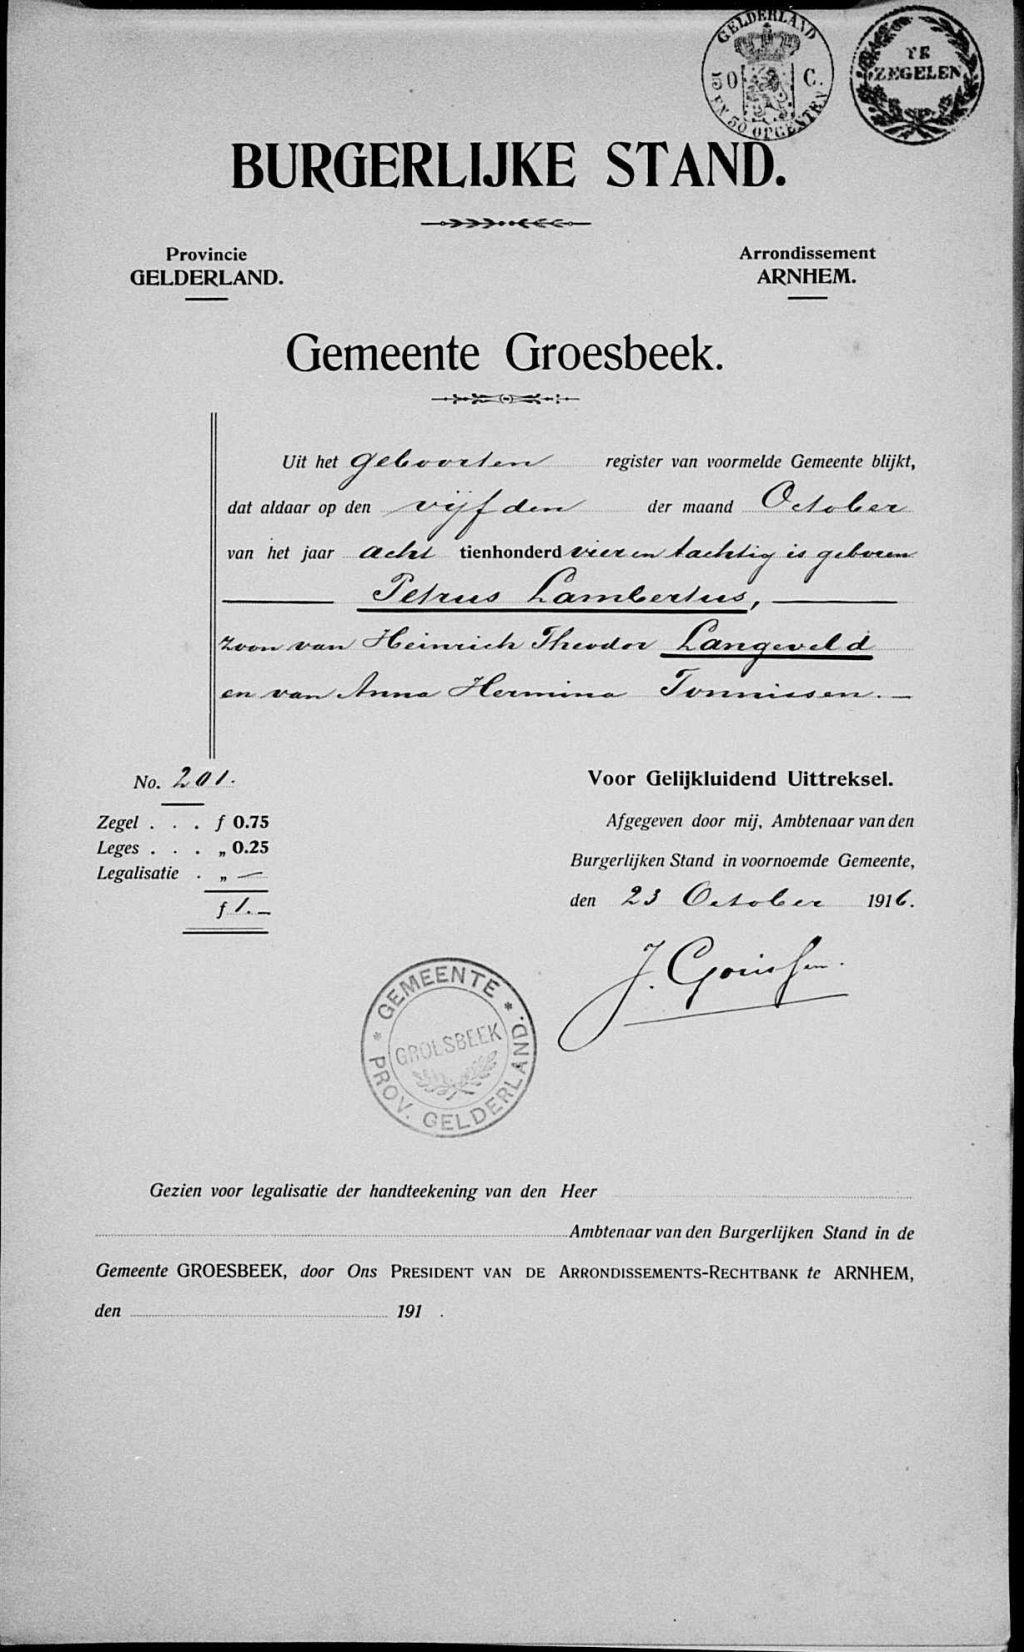 GELDERLAND
50 C.
15 EN 50 OPCENTEN
TE
ZEGELEN
BURGERLIJKE STAND.
Provincie
GELDERLAND.
Arrondissement
ARNHEM.
Gemeente Groesbeek.
Uit het geboorten register van voormelde Gemeente blijkt,
dat aldaar op den vijfden der maand October
van het jaar acht tienhonderd vier en tachtig is geboren
Petrus Lambertus,
zoon van Heinrich Theodor Langeveld
en van Anna Hermina Tonnissen. —
No. 201.
Zegel . . . f 0.75
Leges . . . „ 0.25
Legalisatie . „ —
f 1.—
Voor Gelijkluidend Uittreksel.
Afgegeven door mij, Ambtenaar van den
Burgerlijken Stand in voornoemde Gemeente,
den 23 October 1916.
J. Gorissen.
* GEMEENTE *
GROESBEEK
PROV. GELDERLAND.
Gezien voor legalisatie der handteekening van den Heer
Ambtenaar van den Burgerlijken Stand in de
Gemeente GROESBEEK, door Ons PRESIDENT VAN DE ARRONDISSEMENTS-RECHTBANK te ARNHEM,
den 191 .